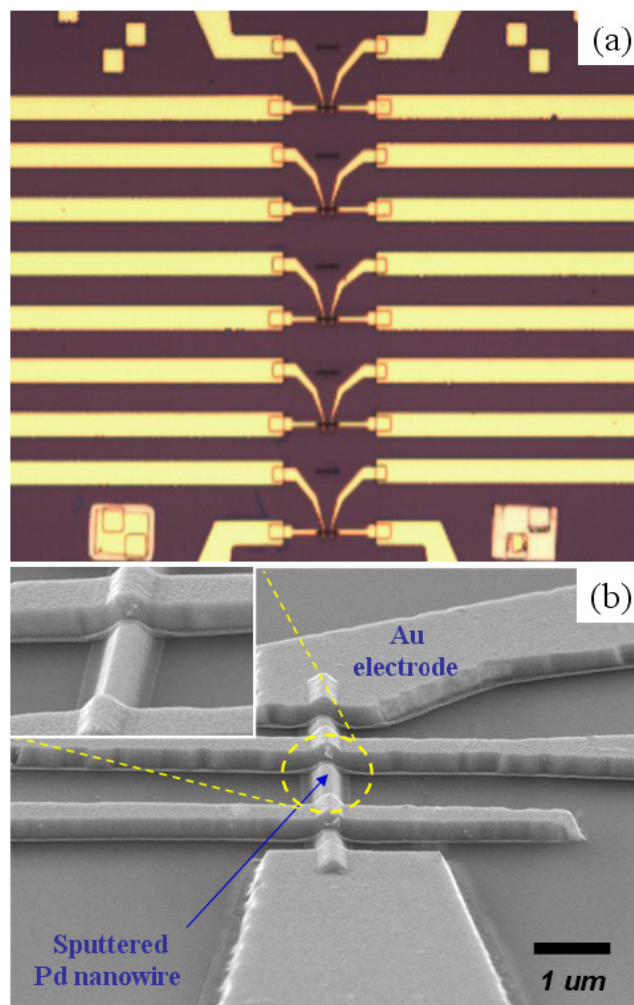 (a)
(b)
Au
electrode
Sputtered
Pd nanowire
1 um